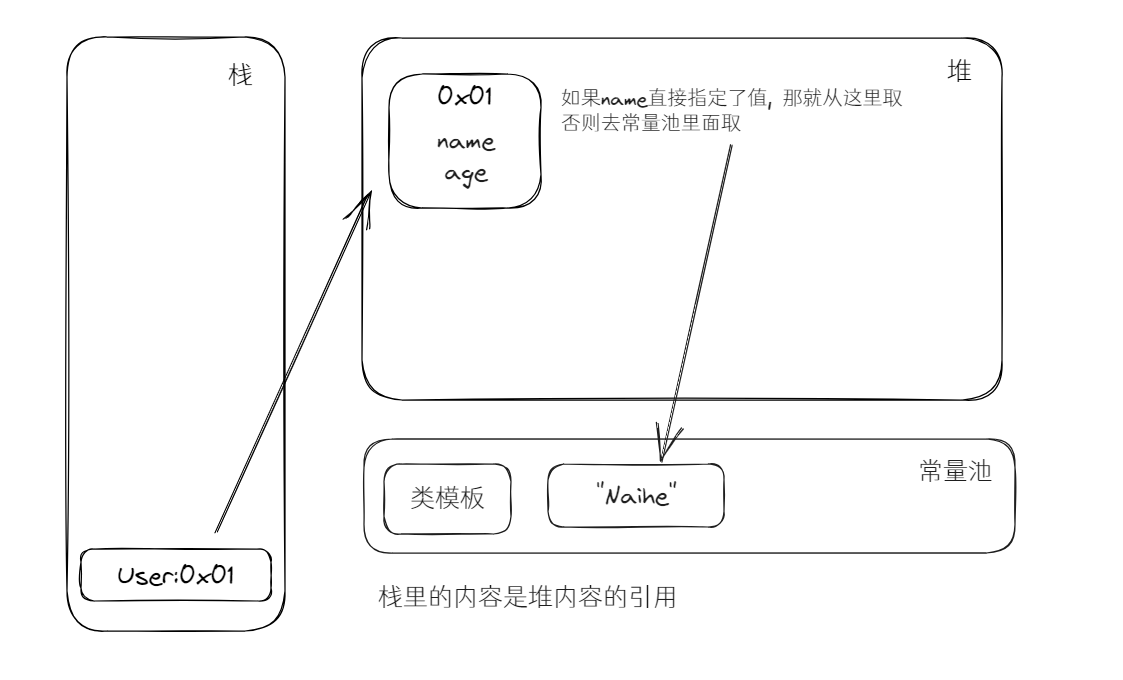 栈
堆
0x01
name
age
如果name直接指定了值，那就从这里取
否则去常量池里面取
常量池
类模板
"Naihe"
User:0x01
栈里的内容是堆内容的引用